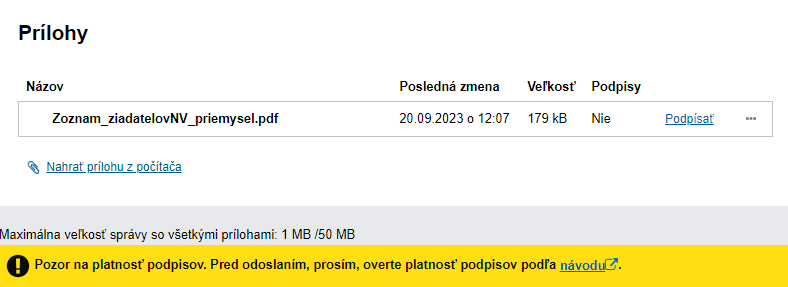 Prílohy
Názov Posledná zmena Veľkosť Podpisy
Zoznam_ziadatelovNV_priemysel.pdf 20.09.2023 o 12:07 179 kB Nie Podpísať ···
Nahrať prílohu z počítača
Maximálna veľkosť správy so všetkými prílohami: 1 MB /50 MB
Pozor na platnosť podpisov. Pred odoslaním, prosím, overte platnosť podpisov podľa návodu.